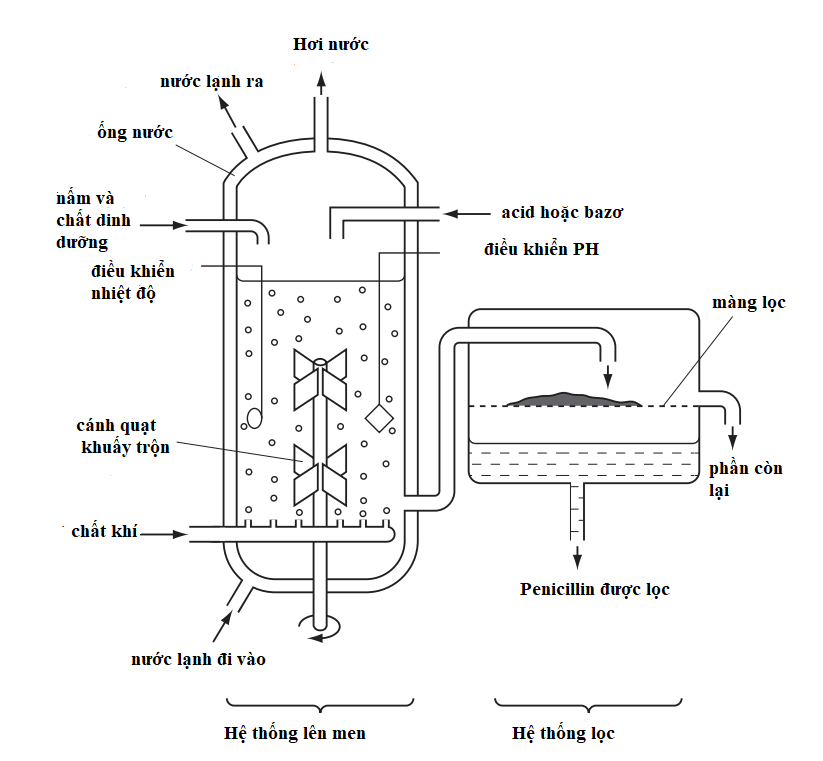 Hơi nước
nước lạnh ra
ống nước
nấm và
chất dinh
dưỡng
acid hoặc bazơ
điều khiển PH
điều khiển
nhiệt độ
màng lọc
cánh quạt
khuấy trộn
phần còn
lại
chất khí
Penicillin được lọc
nước lạnh đi vào
Hệ thống lên men
Hệ thống lọc